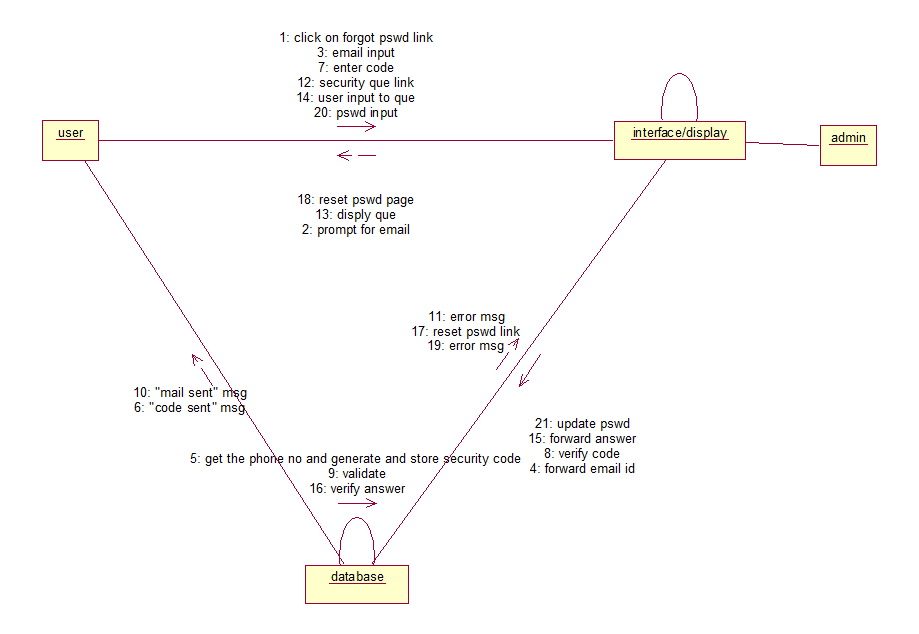 1: click on forgot pswd link
3: email input
7: enter code
12: security que link
14: user input to que
20: pswd input
user
interface/display
admin
18: reset pswd page
13: disply que
2: prompt for email
11: error msg
17: reset pswd link
19: error msg
10: "mail sent" msg
6: "code sent" msg
21: update pswd
15: forward answer
8: verify code
4: forward email id
5: get the phone no and generate and store security code
9: validate
16: verify answer
database